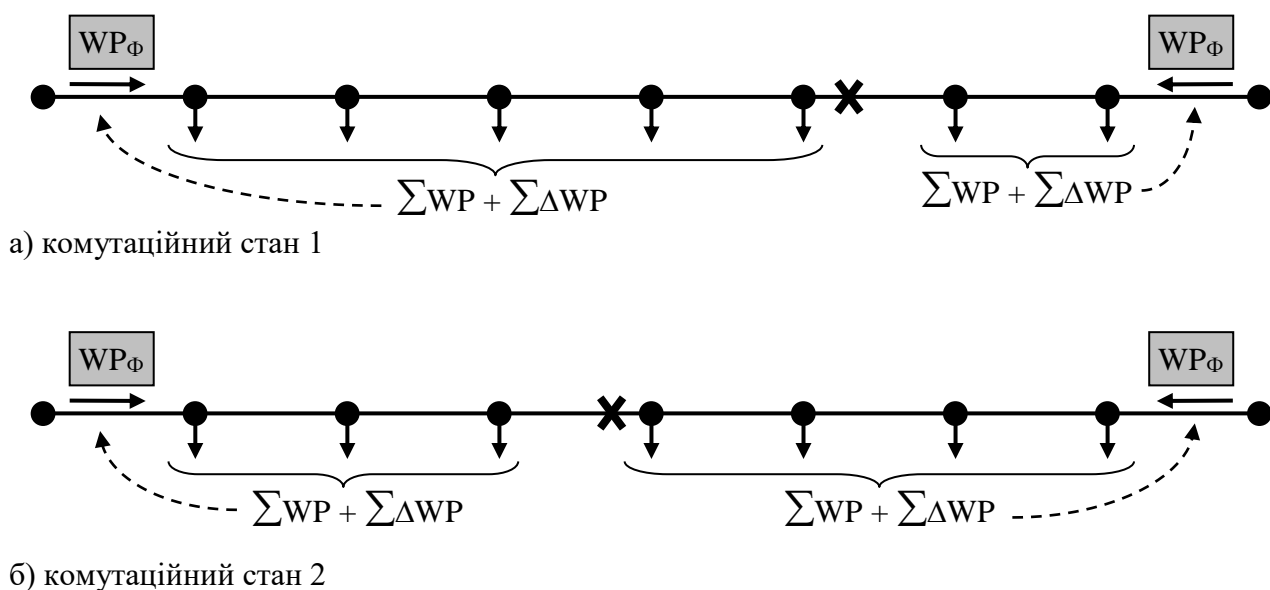 WPФ WPФ
∑WP + ∑ΔWP ∑WP + ∑ΔWP
а) комутаційний стан 1
WPФ WPФ
∑WP + ∑ΔWP ∑WP + ∑ΔWP
б) комутаційний стан 2